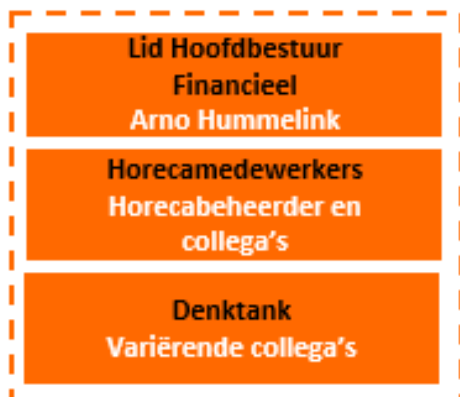 Lid Hoofdbestuur
Financieel
Arno Hummelink
Horecamedewerkers
Horecabeheerder en
collega's
Denktank
Variërende collega's